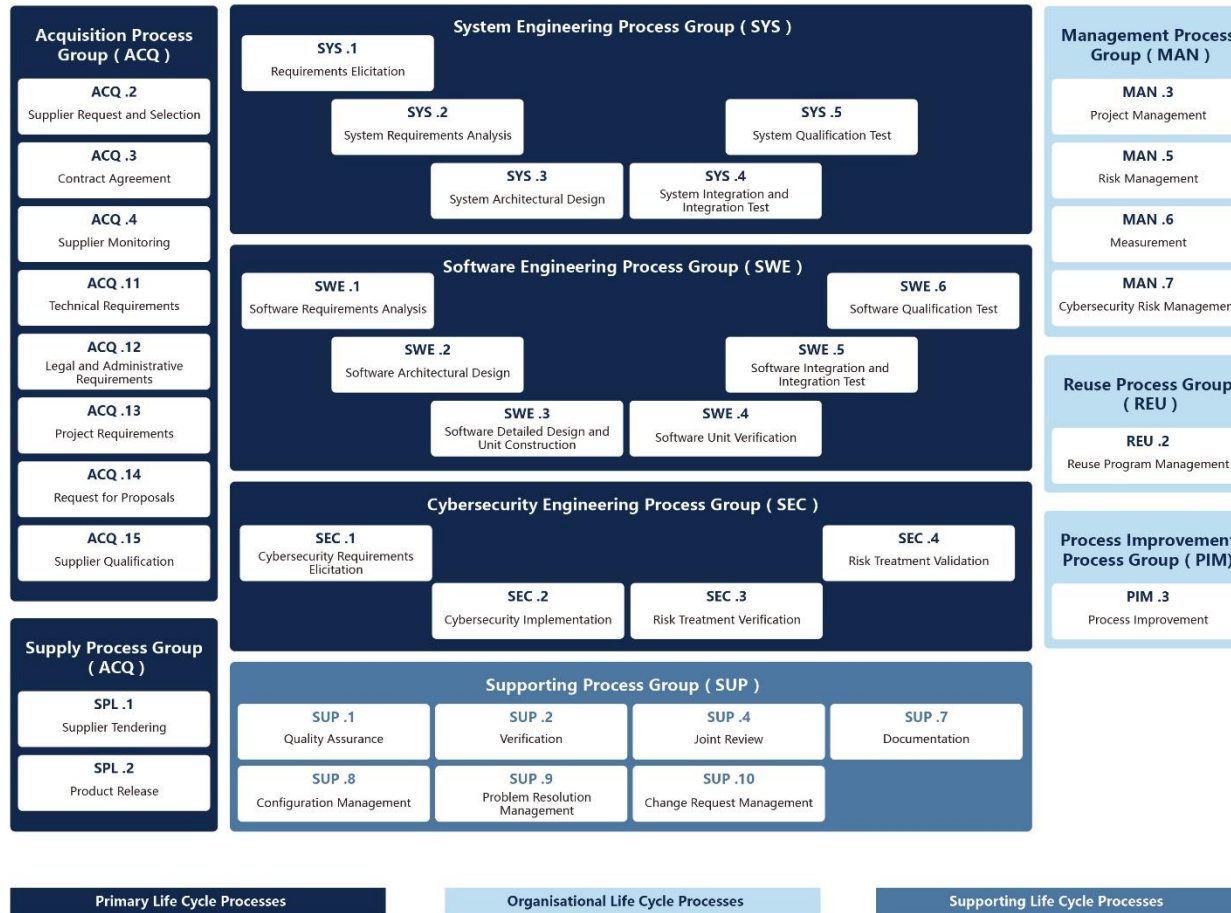 Acquisition Process
Group ( ACQ )
ACQ .2
Supplier Request and Selection
ACQ .3
Contract Agreement
ACQ .4
Supplier Monitoring
ACQ .11
Technical Requirements
ACQ .12
Legal and Administrative
Requirements
ACQ .13
Project Requirements
ACQ .14
Request for Proposals
ACQ .15
Supplier Qualification
Supply Process Group
( ACQ )
SPL .1
Supplier Tendering
SPL .2
Product Release
System Engineering Process Group ( SYS )
SYS .1
Requirements Elicitation
SYS .2
System Requirements Analysis
SYS .5
System Qualification Test
SYS .3
System Architectural Design
SYS .4
System Integration and
Integration Test
Software Engineering Process Group ( SWE )
SWE .1
Software Requirements Analysis
SWE .6
Software Qualification Test
SWE .2
Software Architectural Design
SWE .5
Software Integration and
Integration Test
SWE .3
Software Detailed Design and
Unit Construction
SWE .4
Software Unit Verification
Cybersecurity Engineering Process Group ( SEC )
SEC .1
Cybersecurity Requirements
Elicitation
SEC .4
Risk Treatment Validation
SEC .2
Cybersecurity Implementation
SEC .3
Risk Treatment Verification
Supporting Process Group ( SUP )
SUP .1
Quality Assurance
SUP .2
Verification
SUP .4
Joint Review
SUP .7
Documentation
SUP .8
Configuration Management
SUP .9
Problem Resolution
Management
SUP .10
Change Request Management
Management Process
Group ( MAN )
MAN .3
Project Management
MAN .5
Risk Management
MAN .6
Measurement
MAN .7
Cybersecurity Risk Management
Reuse Process Group
( REU )
REU .2
Reuse Program Management
Process Improvement
Process Group ( PIM)
PIM .3
Process Improvement
Primary Life Cycle Processes
Organisational Life Cycle Processes
Supporting Life Cycle Processes